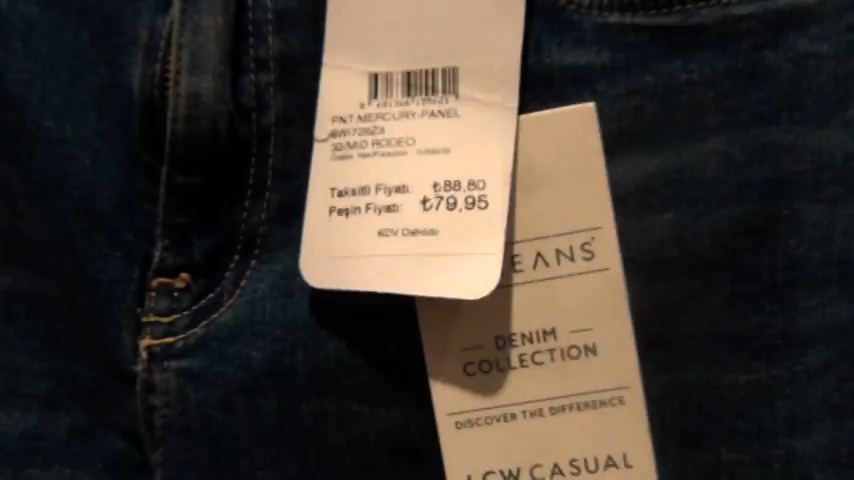 PNT.MERCURY-PANEL
32/MID RODEO
Taksitli Fiyatı: ₺88,80
Peşin Fiyatı: ₺79,95
KDV Dahildir
EANS
DENIM
COLLECTION
DISCOVER THE DIFFERENCE
LCW CASUAL